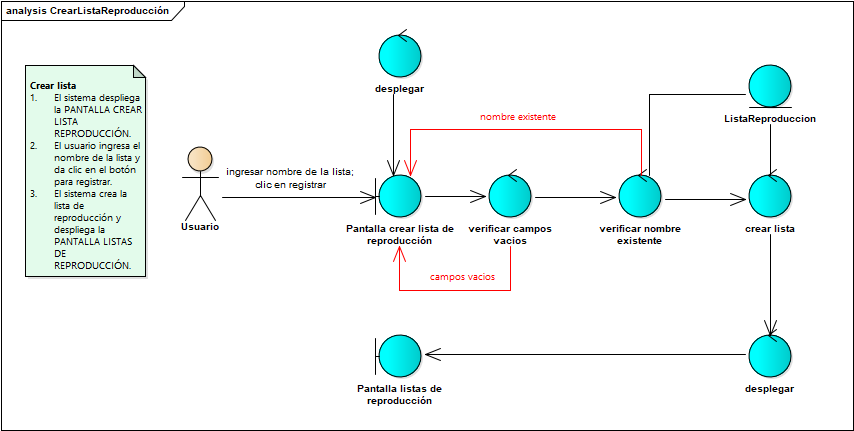 analysis CrearListaReproducción
Crear lista
1. El sistema despliega
la PANTALLA CREAR
LISTA
REPRODUCCIÓN.
2. El usuario ingresa el
nombre de la lista y
da clic en el botón
para registrar.
3. El sistema crea la
lista de
reproducción y
despliega la
PANTALLA LISTAS
DE
REPRODUCCIÓN.
desplegar
nombre existente
ListaReproduccion
ingresar nombre de la lista;
clic en registrar
Usuario
Pantalla crear lista de
reproducción
verificar campos
vacios
verificar nombre
existente
crear lista
campos vacios
Pantalla listas de
reproducción
desplegar